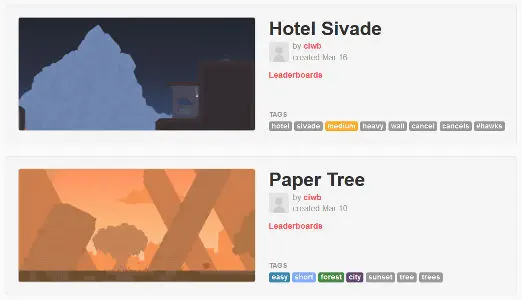 Hotel Sivade
by ciwb
created Mar 16
Leaderboards
TAGS
hotel sivade medium heavy wall cancel cancels #hawks
Paper Tree
by ciwb
created Mar 10
Leaderboards
TAGS
easy short forest city sunset tree trees